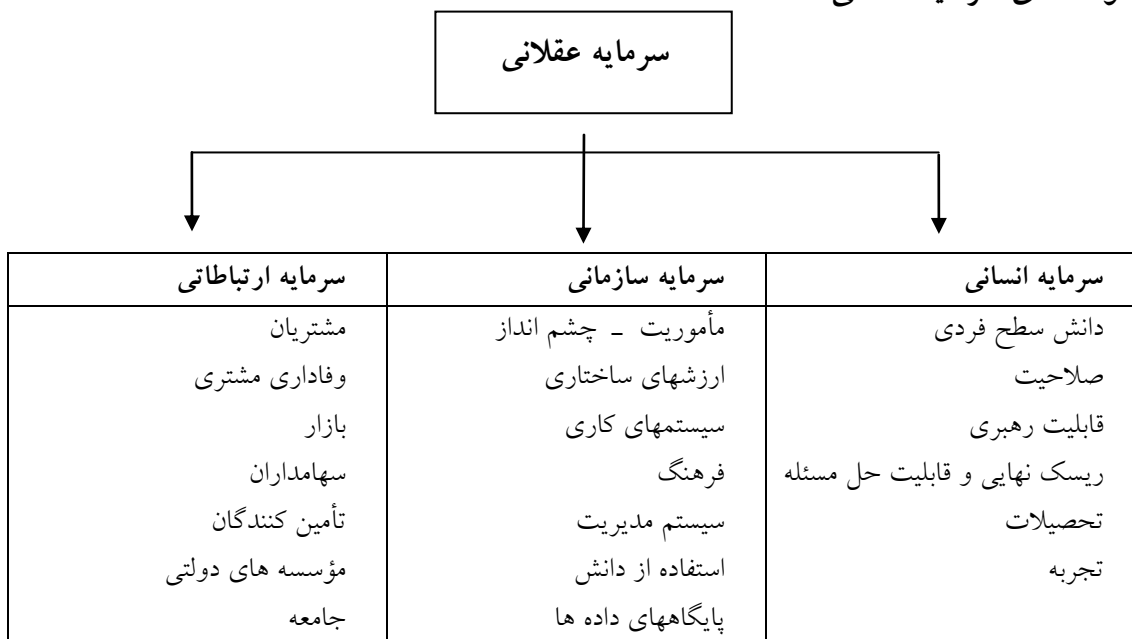 سرمایه عقلانی
سرمایه انسانی
دانش سطح فردی
صلاحیت
قابلیت رهبری
ریسک نهایی و قابلیت حل مسئله
تحصیلات
تجربه
سرمایه سازمانی
مأموریت _ چشم انداز
ارزشهای ساختاری
سیستمهای کاری
فرهنگ
سیستم مدیریت
استفاده از دانش
پایگاههای داده ها
سرمایه ارتباطاتی
مشتریان
وفاداری مشتری
بازار
سهامداران
تأمین کنندگان
مؤسسه های دولتی
جامعه